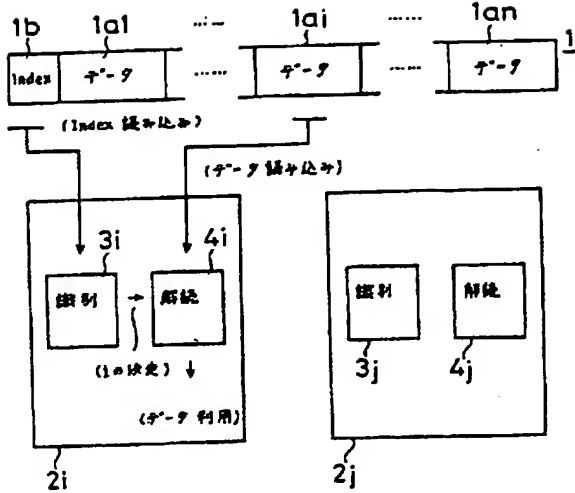 1b 1a1 ...... 1ai ...... 1an 1
Index データ ...... データ ...... データ
(Index 読み込み)
(データ 読み込み)
3i 4i
識別 解読
(iの決定)
(データ 利用)
2i
識別 解読
3j 4j
2j